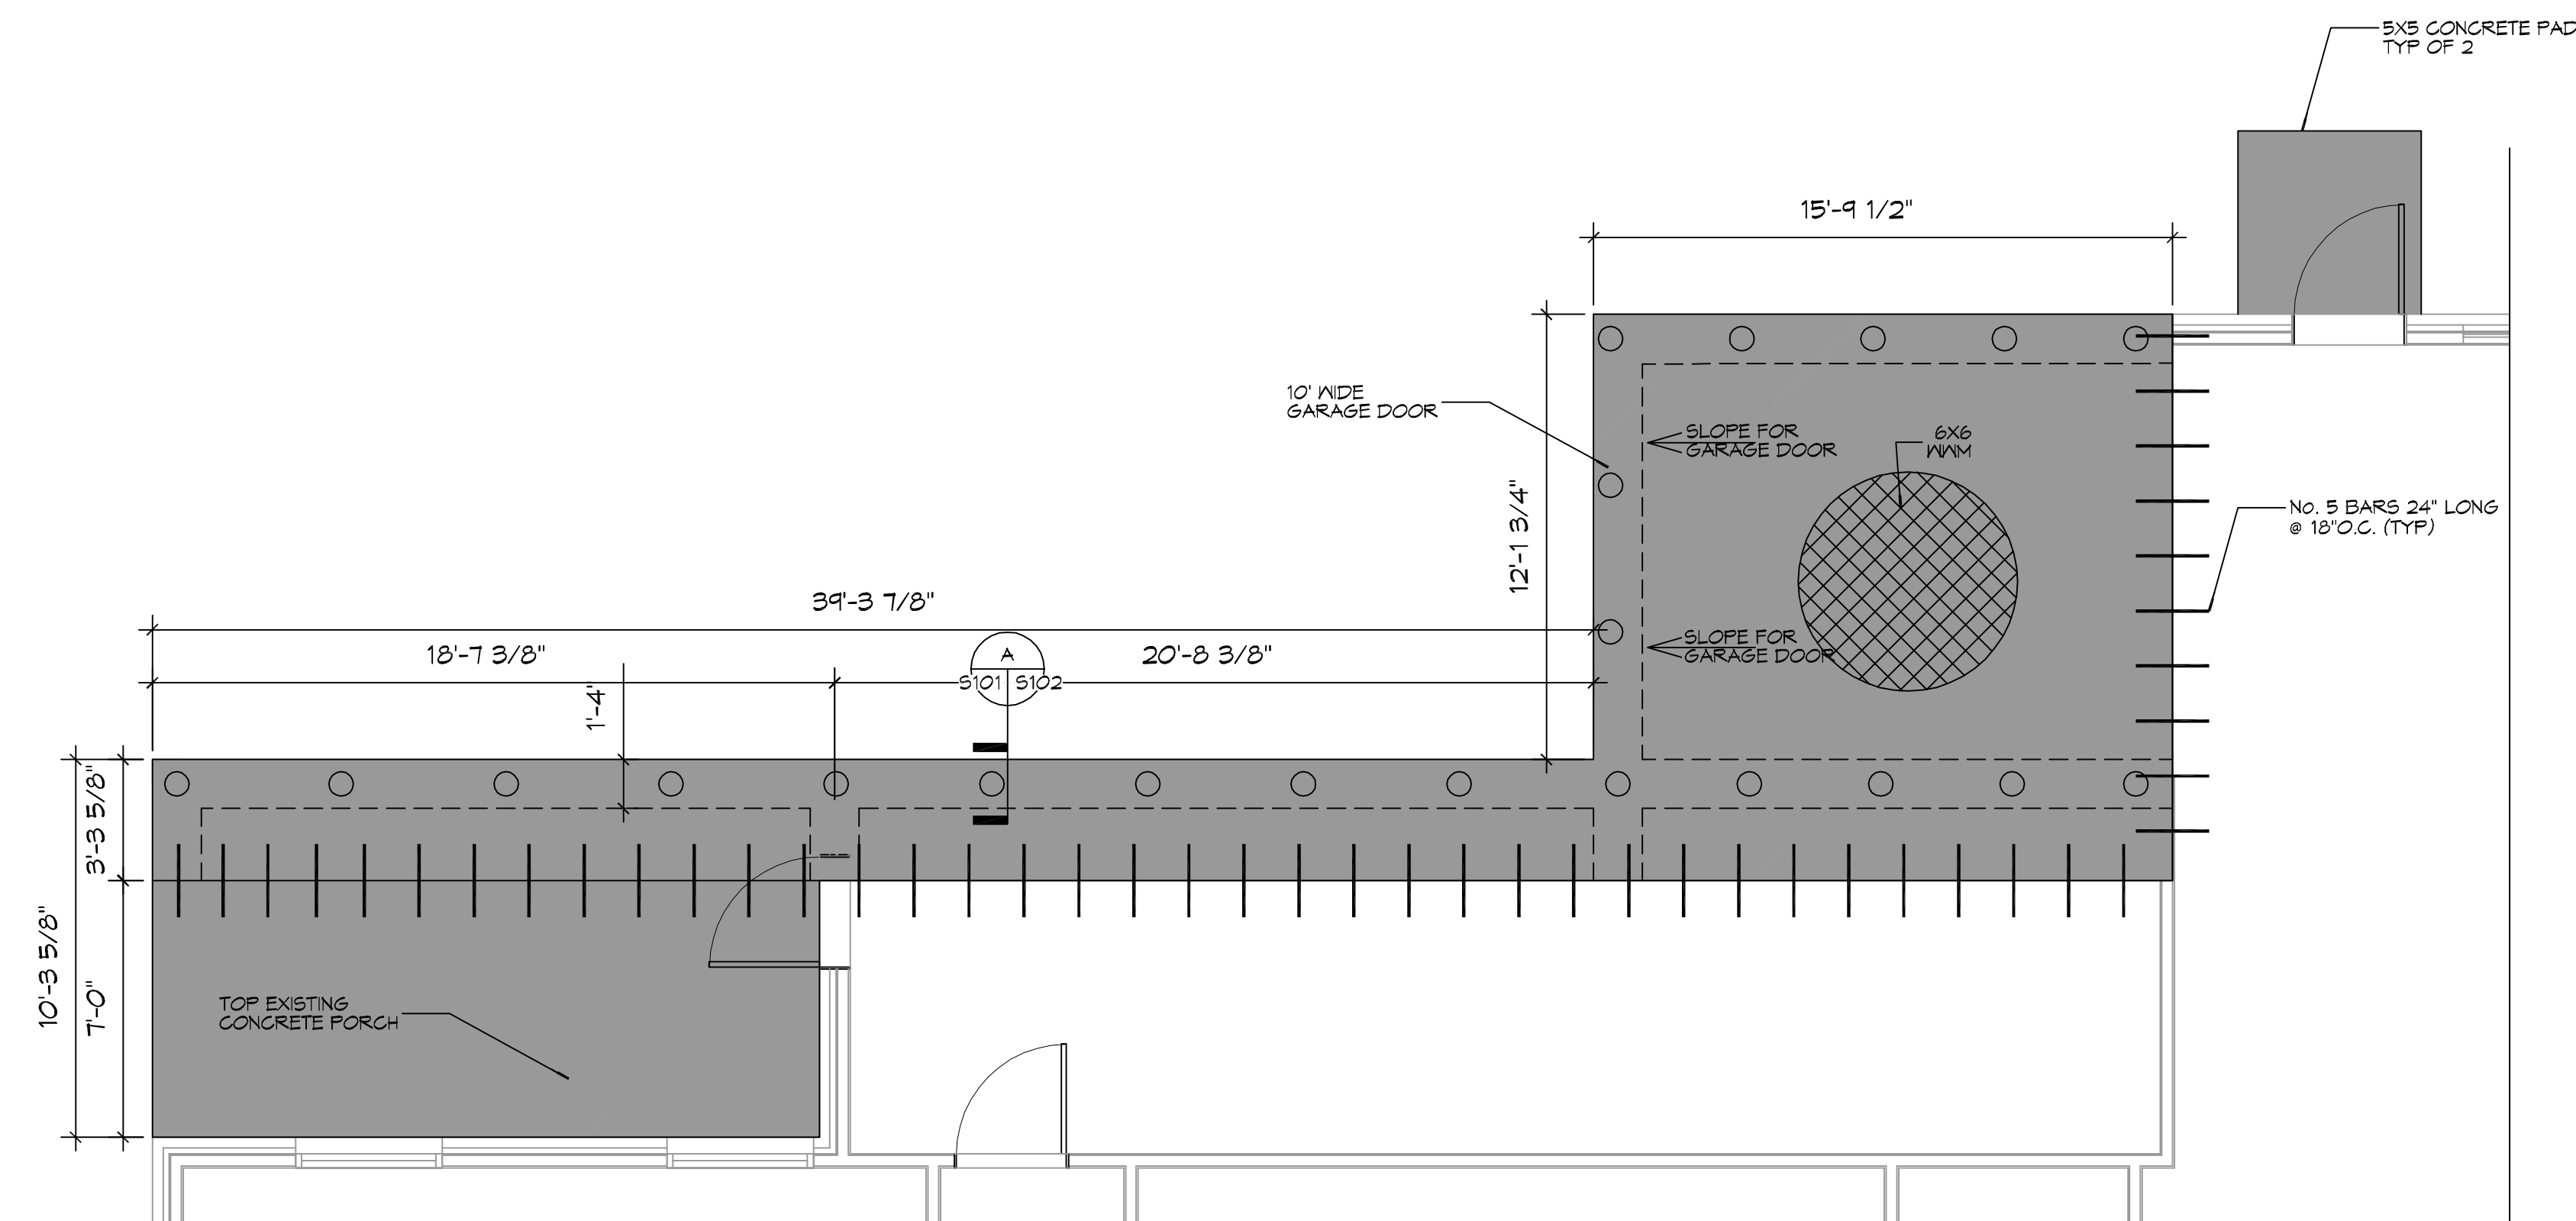 5X5 CONCRETE PAD
TYP OF 2
15'-9 1/2"
10' WIDE
GARAGE DOOR
SLOPE FOR
GARAGE DOOR
6X6
WWM
12'-1 3/4"
No. 5 BARS 24" LONG
@ 18"O.C. (TYP)
39'-3 7/8"
18'-7 3/8"
A
20'-8 3/8"
SLOPE FOR
GARAGE DOOR
S101 S102
1'-4"
3'-3 5/8"
10'-3 5/8"
7'-0"
TOP EXISTING
CONCRETE PORCH